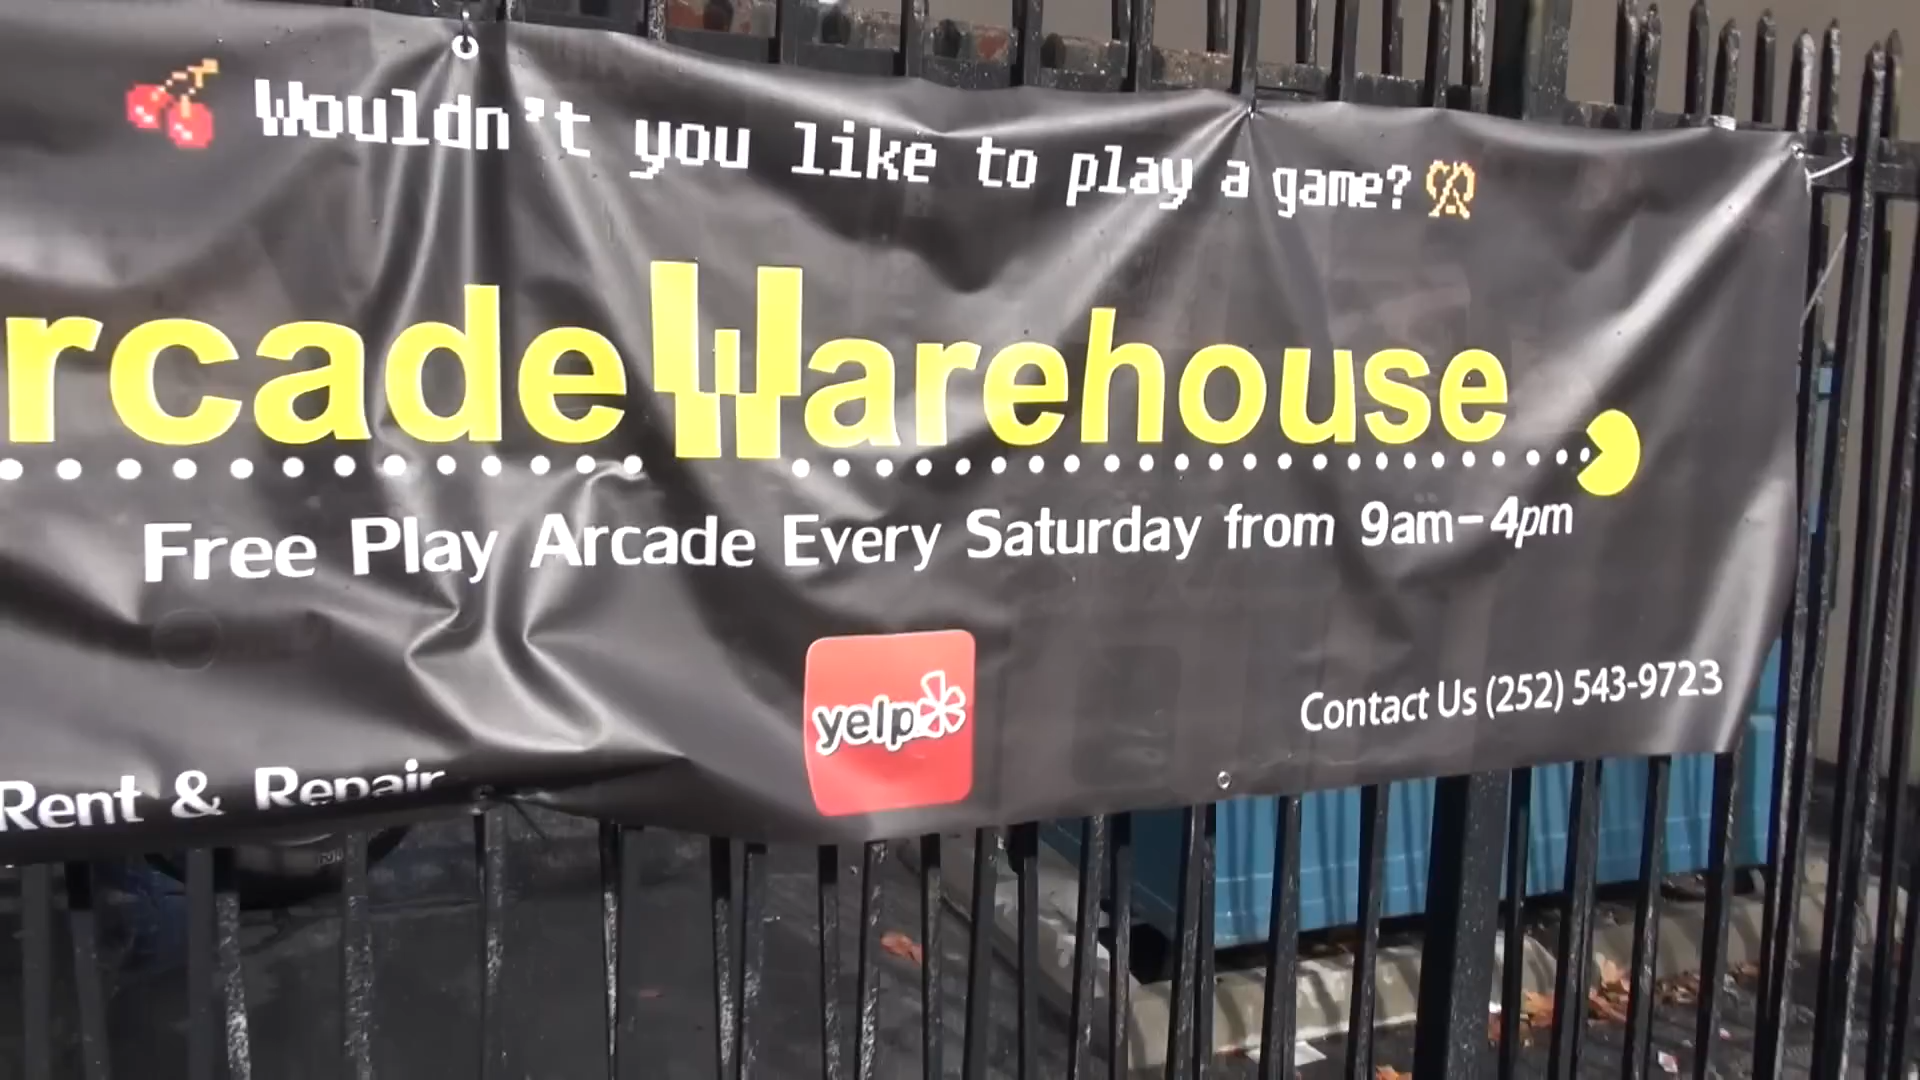 Wouldn't you like to play a game?
rcade Warehouse
Free Play Arcade Every Saturday from 9am-4pm
yelp
Contact Us (252) 543-9723
Rent & Repair